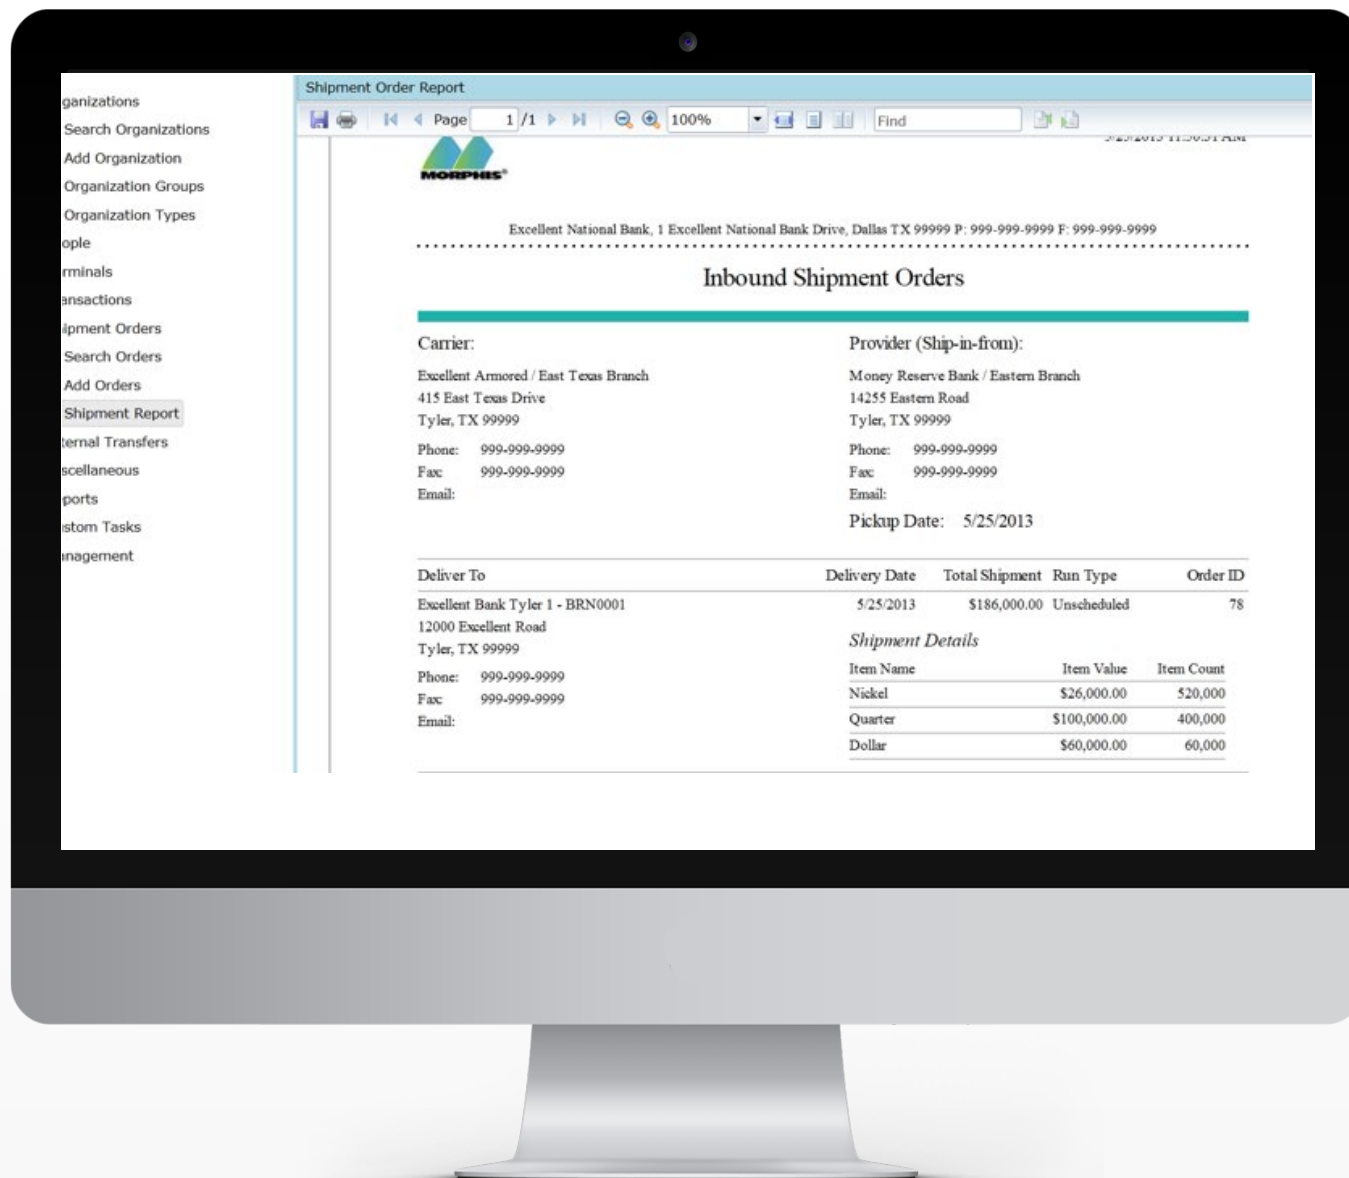 ganizations
Search Organizations
Add Organization
Organization Groups
Organization Types
ople
rminals
ansactions
ipment Orders
Search Orders
Add Orders
Shipment Report
ternal Transfers
scellaneous
ports
stom Tasks
nagement
Shipment Order Report
Page 1 /1 100% Find
5/25/2013 11:50:51 AM
MORPHIS®
Excellent National Bank, 1 Excellent National Bank Drive, Dallas TX 99999 P: 999-999-9999 F: 999-999-9999
Inbound Shipment Orders
Carrier:
Excellent Armored / East Texas Branch
415 East Texas Drive
Tyler, TX 99999
Phone: 999-999-9999
Fax: 999-999-9999
Email:
Provider (Ship-in-from):
Money Reserve Bank / Eastern Branch
14255 Eastern Road
Tyler, TX 99999
Phone: 999-999-9999
Fax: 999-999-9999
Email:
Pickup Date: 5/25/2013
Deliver To Delivery Date Total Shipment Run Type Order ID
Excellent Bank Tyler 1 - BRN0001 5/25/2013 $186,000.00 Unscheduled 78
12000 Excellent Road
Tyler, TX 99999
Phone: 999-999-9999
Fax: 999-999-9999
Email:
Shipment Details
Item Name Item Value Item Count
Nickel $26,000.00 520,000
Quarter $100,000.00 400,000
Dollar $60,000.00 60,000